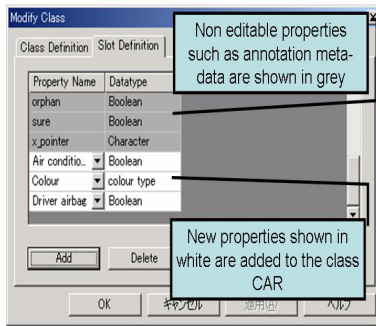 Modify Class
Non editable properties
such as annotation meta-
data are shown in grey
Class Definition
Slot Definition
Property Name Datatype
orphan Boolean
sure Boolean
x_pointer Character
Air conditio.. Boolean
Colour colour type
Driver airbag Boolean
New properties shown in
white are added to the class
CAR
Add Delete
OK キャンセル 適用(A) ヘルプ